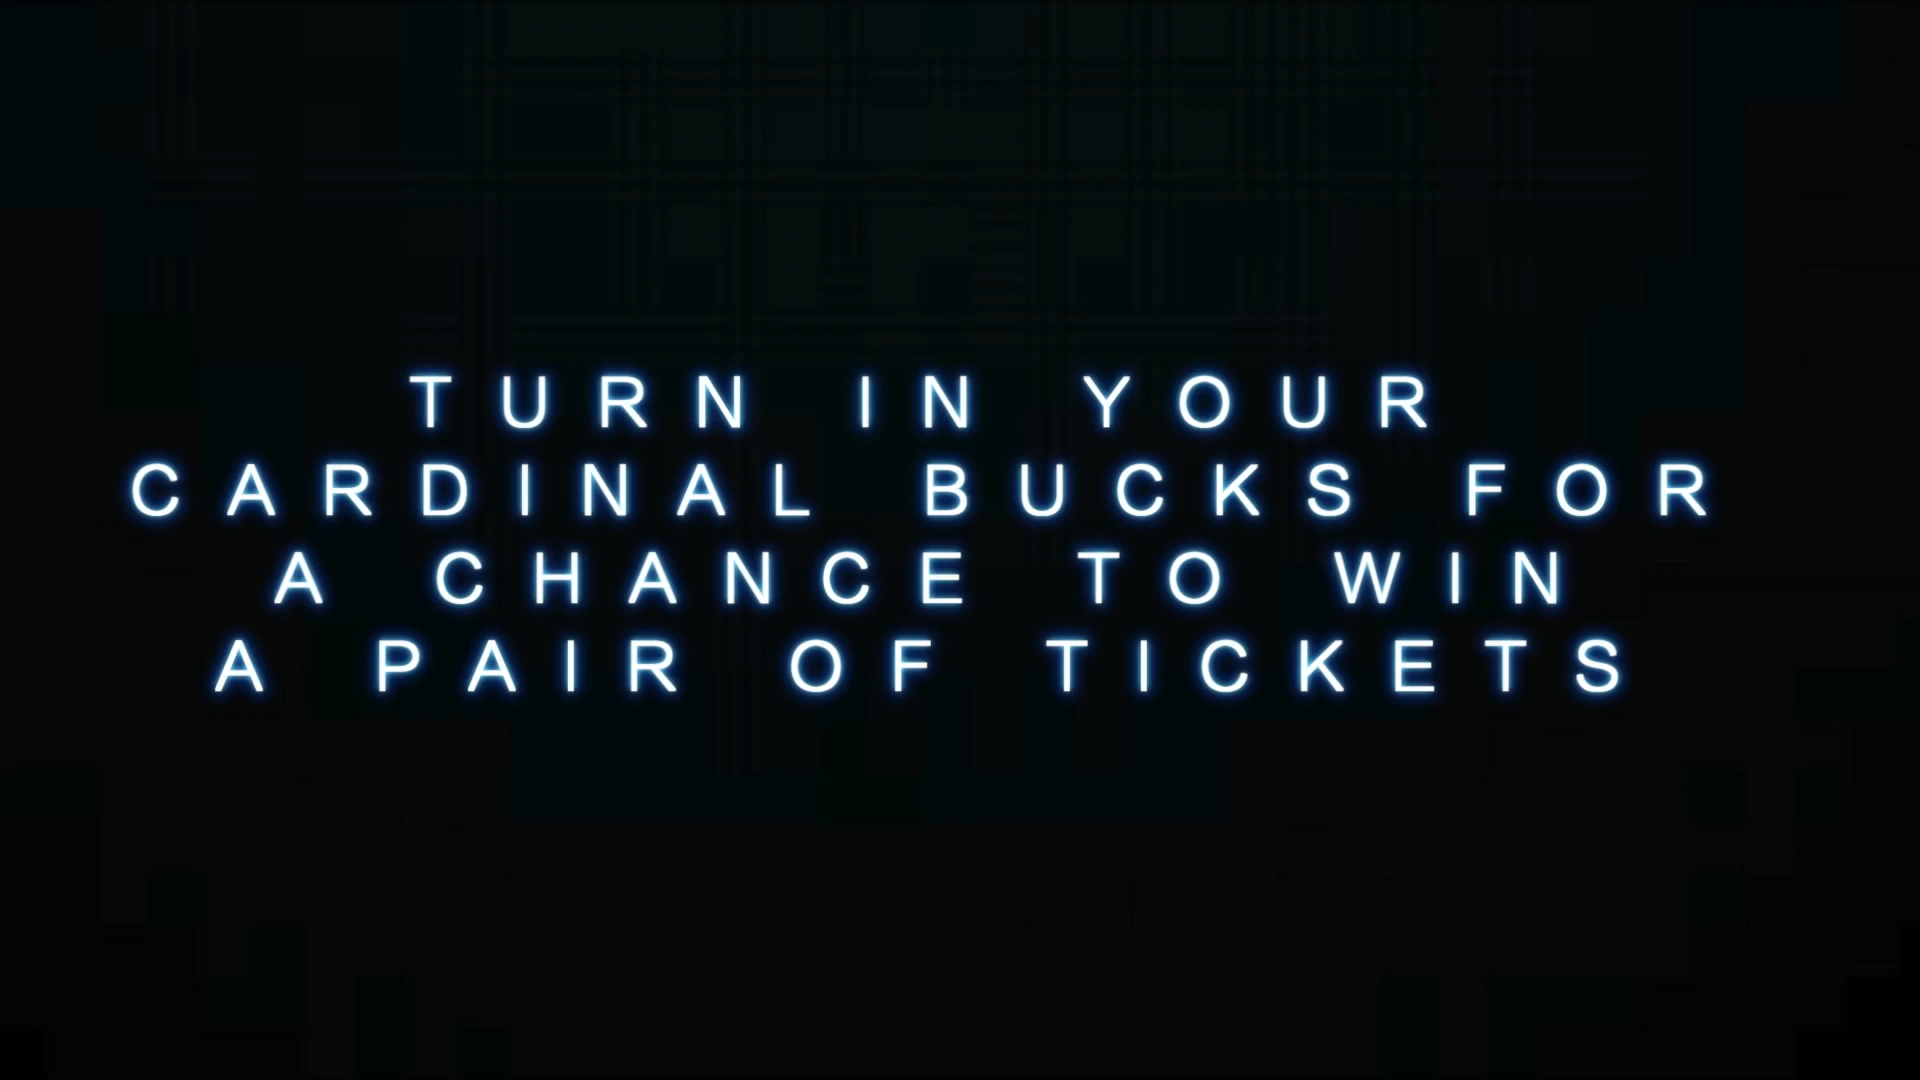 TURN IN YOUR
CARDINAL BUCKS FOR
A CHANCE TO WIN
A PAIR OF TICKETS